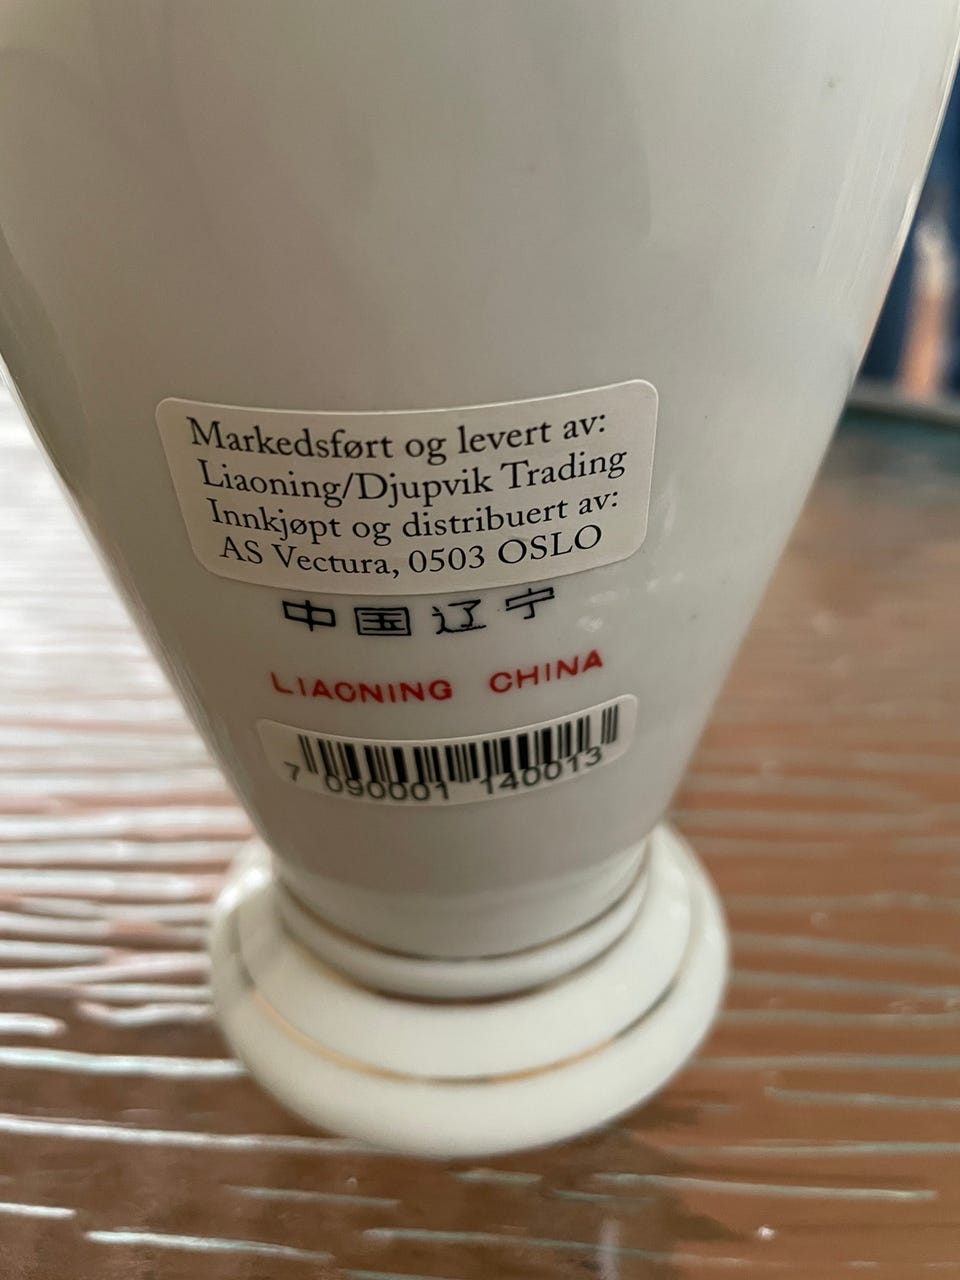 Markedsført og levert av:
Liaoning/Djupvik Trading
Innkjøpt og distribuert av:
AS Vectura, 0503 OSLO
中国辽宁
LIAONING CHINA
7 090001 140013